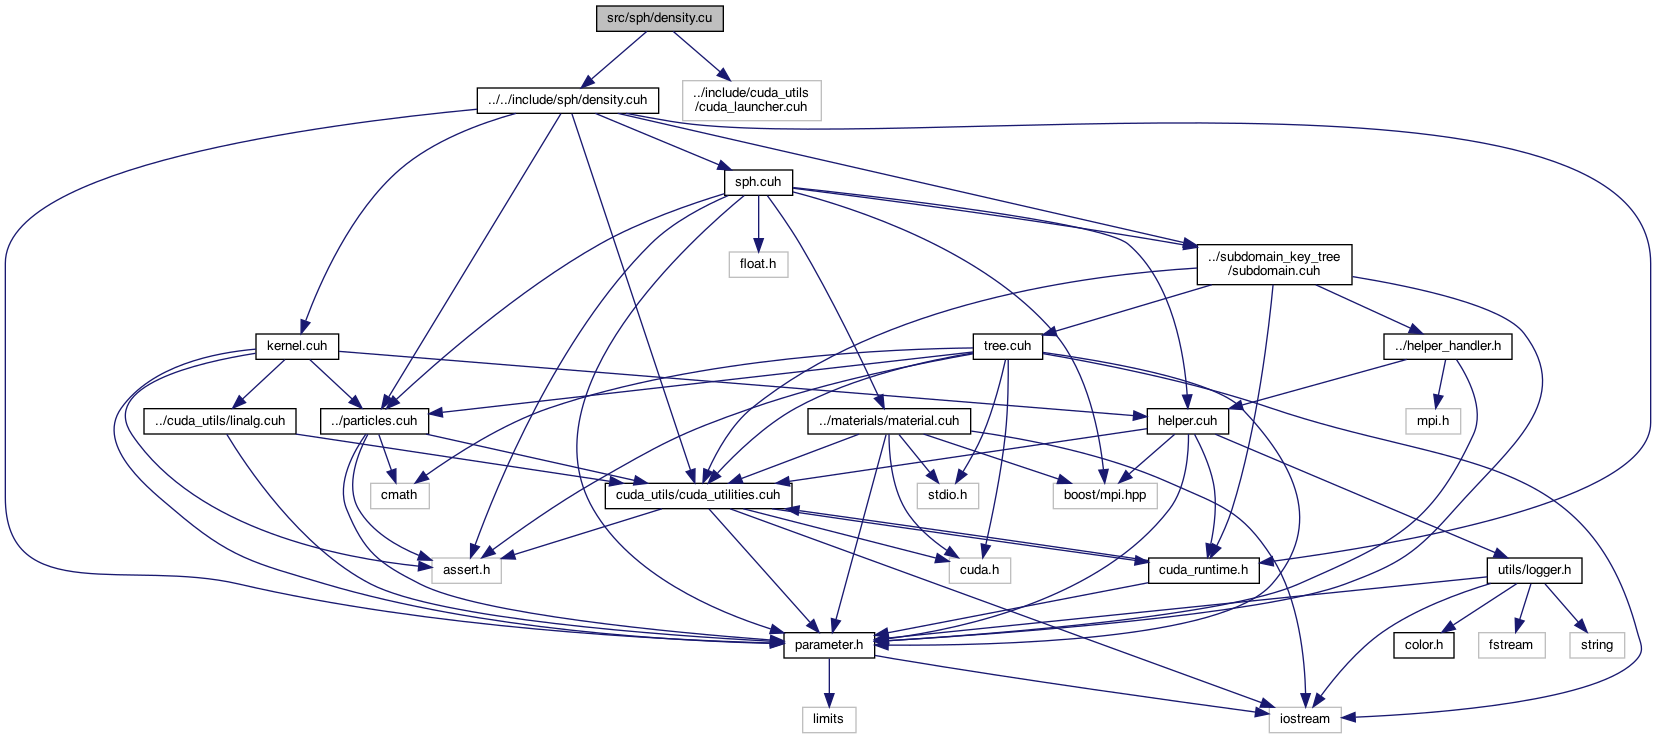 src/sph/density.cu
../../include/sph/density.cuh
../include/cuda_utils
/cuda_launcher.cuh
sph.cuh
float.h
../subdomain_key_tree
/subdomain.cuh
kernel.cuh
tree.cuh
../helper_handler.h
../cuda_utils/linalg.cuh
../particles.cuh
../materials/material.cuh
helper.cuh
mpi.h
cmath
cuda_utils/cuda_utilities.cuh
stdio.h
boost/mpi.hpp
assert.h
cuda.h
cuda_runtime.h
utils/logger.h
parameter.h
color.h
fstream
string
limits
iostream